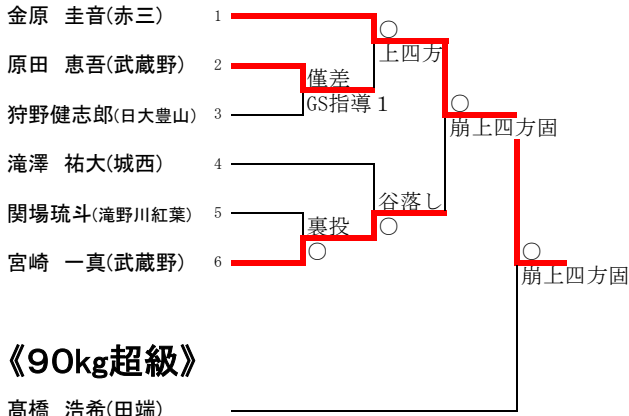 金原　圭音(赤三) 1
○
上四方
原田　恵吾(武蔵野) 2
僅差
GS指導１
狩野健志郎(日大豊山) 3
○
崩上四方固
滝澤　祐大(城西) 4
谷落し
○
関場琉斗(滝野川紅葉) 5
裏投
○
宮崎　一真(武蔵野) 6
○
崩上四方固
《90kg超級》
髙橋　浩希(田端)